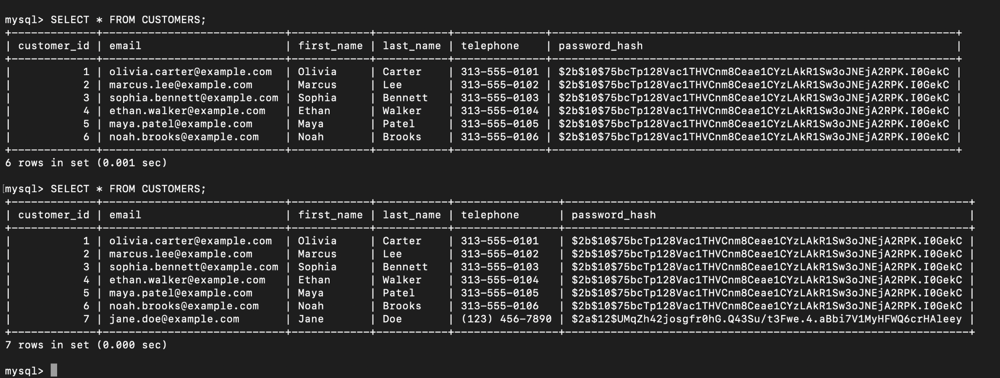 mysql> SELECT * FROM CUSTOMERS;
+-------------+----------------------------+------------+-----------+--------------+--------------------------------------------------------------+
| customer_id | email                      | first_name | last_name | telephone    | password_hash                                                |
+-------------+----------------------------+------------+-----------+--------------+--------------------------------------------------------------+
|           1 | olivia.carter@example.com  | Olivia     | Carter    | 313-555-0101 | $2b$10$75bcTp128Vac1THVCnm8Ceae1CYzLAkR1Sw3oJNEjA2RPK.I0GekC |
|           2 | marcus.lee@example.com     | Marcus     | Lee       | 313-555-0102 | $2b$10$75bcTp128Vac1THVCnm8Ceae1CYzLAkR1Sw3oJNEjA2RPK.I0GekC |
|           3 | sophia.bennett@example.com | Sophia     | Bennett   | 313-555-0103 | $2b$10$75bcTp128Vac1THVCnm8Ceae1CYzLAkR1Sw3oJNEjA2RPK.I0GekC |
|           4 | ethan.walker@example.com   | Ethan      | Walker    | 313-555-0104 | $2b$10$75bcTp128Vac1THVCnm8Ceae1CYzLAkR1Sw3oJNEjA2RPK.I0GekC |
|           5 | maya.patel@example.com     | Maya       | Patel     | 313-555-0105 | $2b$10$75bcTp128Vac1THVCnm8Ceae1CYzLAkR1Sw3oJNEjA2RPK.I0GekC |
|           6 | noah.brooks@example.com    | Noah       | Brooks    | 313-555-0106 | $2b$10$75bcTp128Vac1THVCnm8Ceae1CYzLAkR1Sw3oJNEjA2RPK.I0GekC |
+-------------+----------------------------+------------+-----------+--------------+--------------------------------------------------------------+
6 rows in set (0.001 sec)
[mysql> SELECT * FROM CUSTOMERS;
+-------------+----------------------------+------------+-----------+----------------+--------------------------------------------------------------+
| customer_id | email                      | first_name | last_name | telephone      | password_hash                                                |
+-------------+----------------------------+------------+-----------+----------------+--------------------------------------------------------------+
|           1 | olivia.carter@example.com  | Olivia     | Carter    | 313-555-0101   | $2b$10$75bcTp128Vac1THVCnm8Ceae1CYzLAkR1Sw3oJNEjA2RPK.I0GekC |
|           2 | marcus.lee@example.com     | Marcus     | Lee       | 313-555-0102   | $2b$10$75bcTp128Vac1THVCnm8Ceae1CYzLAkR1Sw3oJNEjA2RPK.I0GekC |
|           3 | sophia.bennett@example.com | Sophia     | Bennett   | 313-555-0103   | $2b$10$75bcTp128Vac1THVCnm8Ceae1CYzLAkR1Sw3oJNEjA2RPK.I0GekC |
|           4 | ethan.walker@example.com   | Ethan      | Walker    | 313-555-0104   | $2b$10$75bcTp128Vac1THVCnm8Ceae1CYzLAkR1Sw3oJNEjA2RPK.I0GekC |
|           5 | maya.patel@example.com     | Maya       | Patel     | 313-555-0105   | $2b$10$75bcTp128Vac1THVCnm8Ceae1CYzLAkR1Sw3oJNEjA2RPK.I0GekC |
|           6 | noah.brooks@example.com    | Noah       | Brooks    | 313-555-0106   | $2b$10$75bcTp128Vac1THVCnm8Ceae1CYzLAkR1Sw3oJNEjA2RPK.I0GekC |
|           7 | jane.doe@example.com       | Jane       | Doe       | (123) 456-7890 | $2a$12$UMqZh42josgfr0hG.Q43Su/t3Fwe.4.aBbi7V1MyHFWQ6crHAleey |
+-------------+----------------------------+------------+-----------+----------------+--------------------------------------------------------------+
7 rows in set (0.000 sec)
mysql>